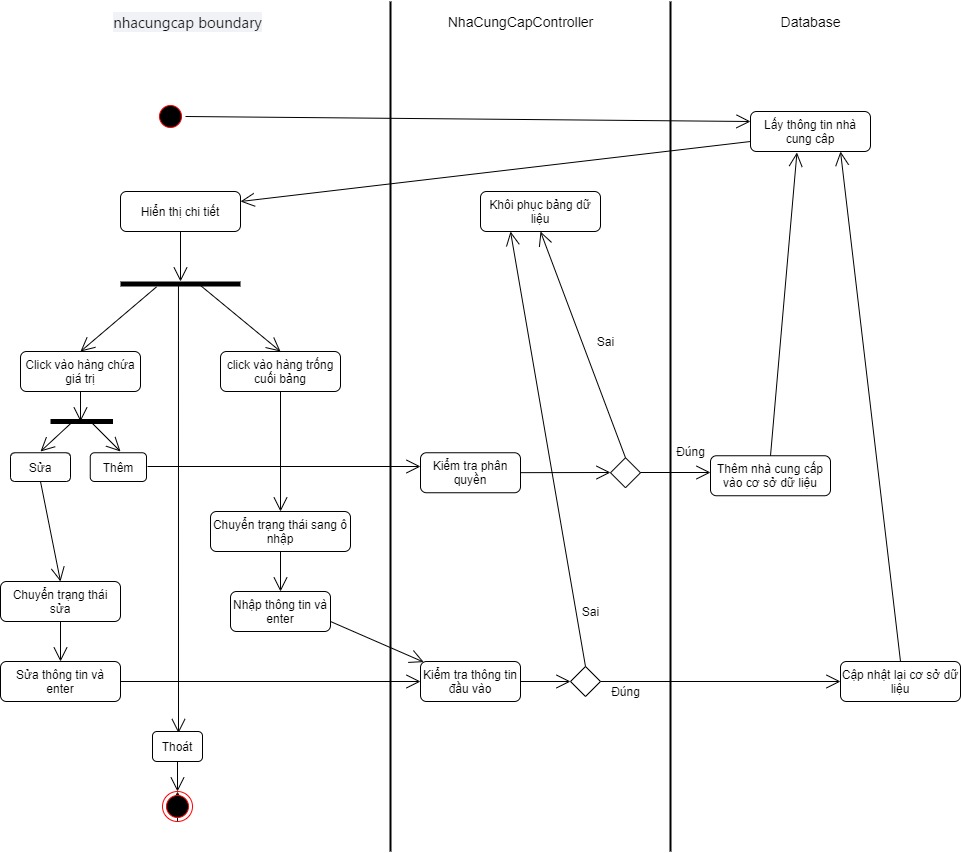 nhacungcap boundary
NhaCungCapController
Database
Lấy thông tin nhà
cung câp
Hiển thị chi tiết
Khôi phục bảng dữ
liệu
Sai
Click vào hàng chứa
giá trị
click vào hàng trống
cuối bảng
Sửa
Thêm
Kiểm tra phân
quyền
Đúng
Thêm nhà cung cấp
vào cơ sở dữ liệu
Chuyển trạng thái sang ô
nhập
Chuyển trạng thái
sửa
Nhập thông tin và
enter
Sai
Sửa thông tin và
enter
Kiểm tra thông tin
đầu vào
Đúng
Cập nhật lại cơ sở dữ
liệu
Thoát